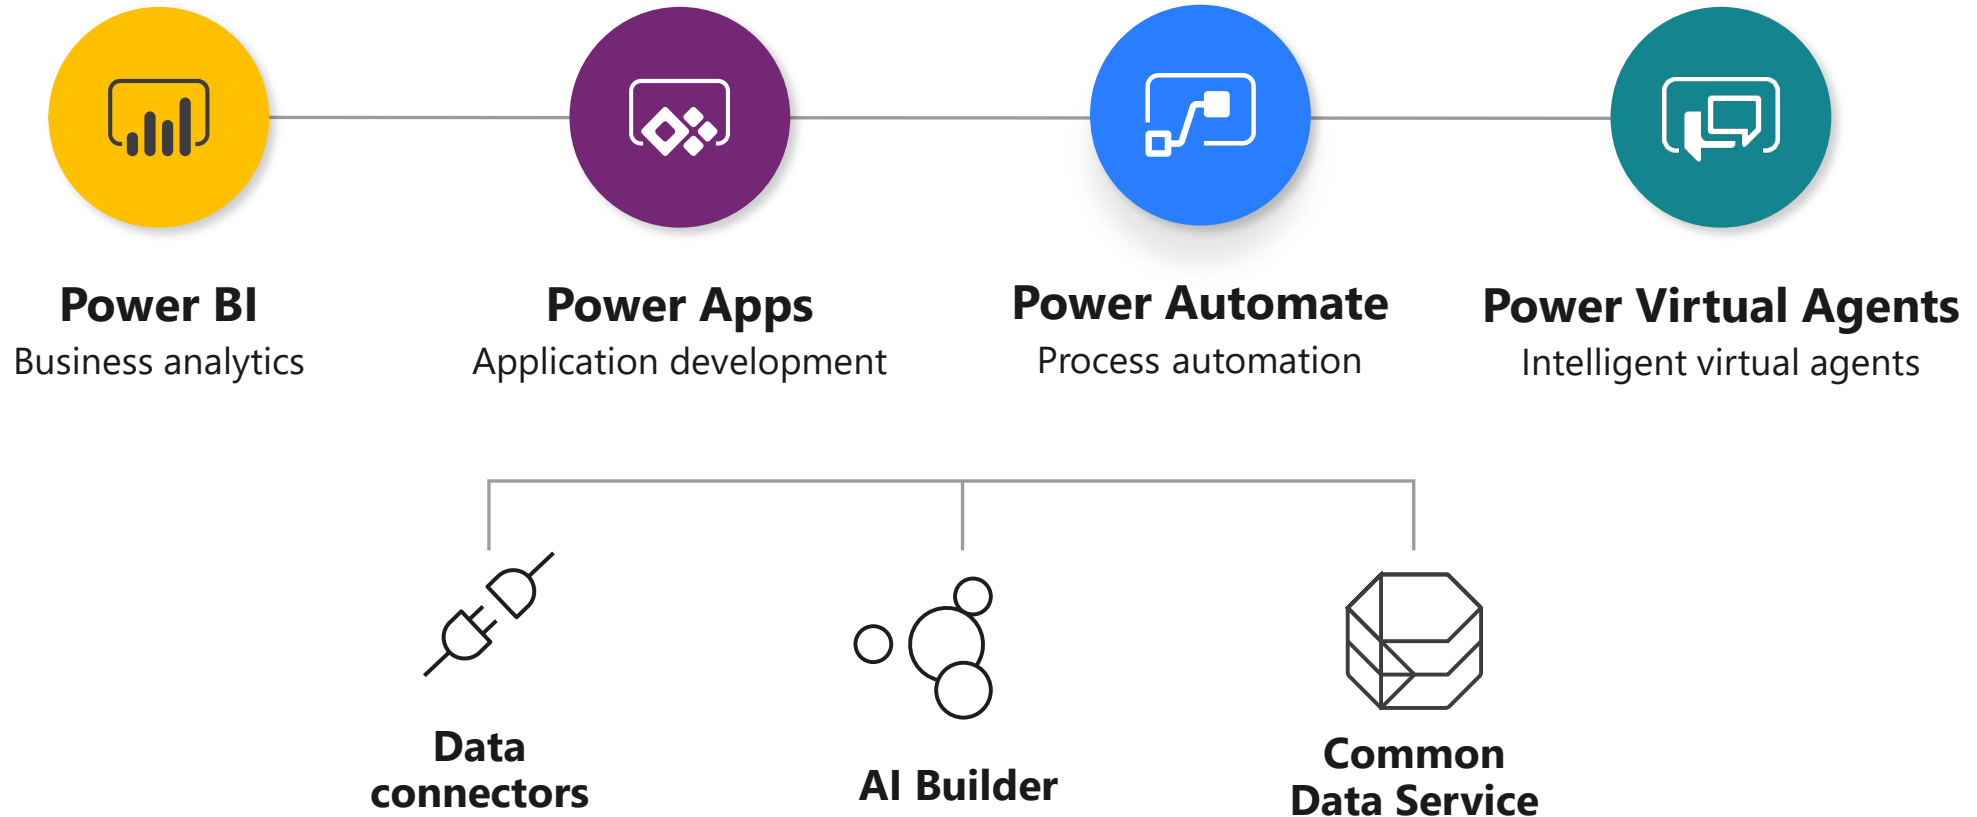 Power BI
Business analytics
Power Apps
Application development
Power Automate
Process automation
Power Virtual Agents
Intelligent virtual agents
Data
connectors
AI Builder
Common
Data Service